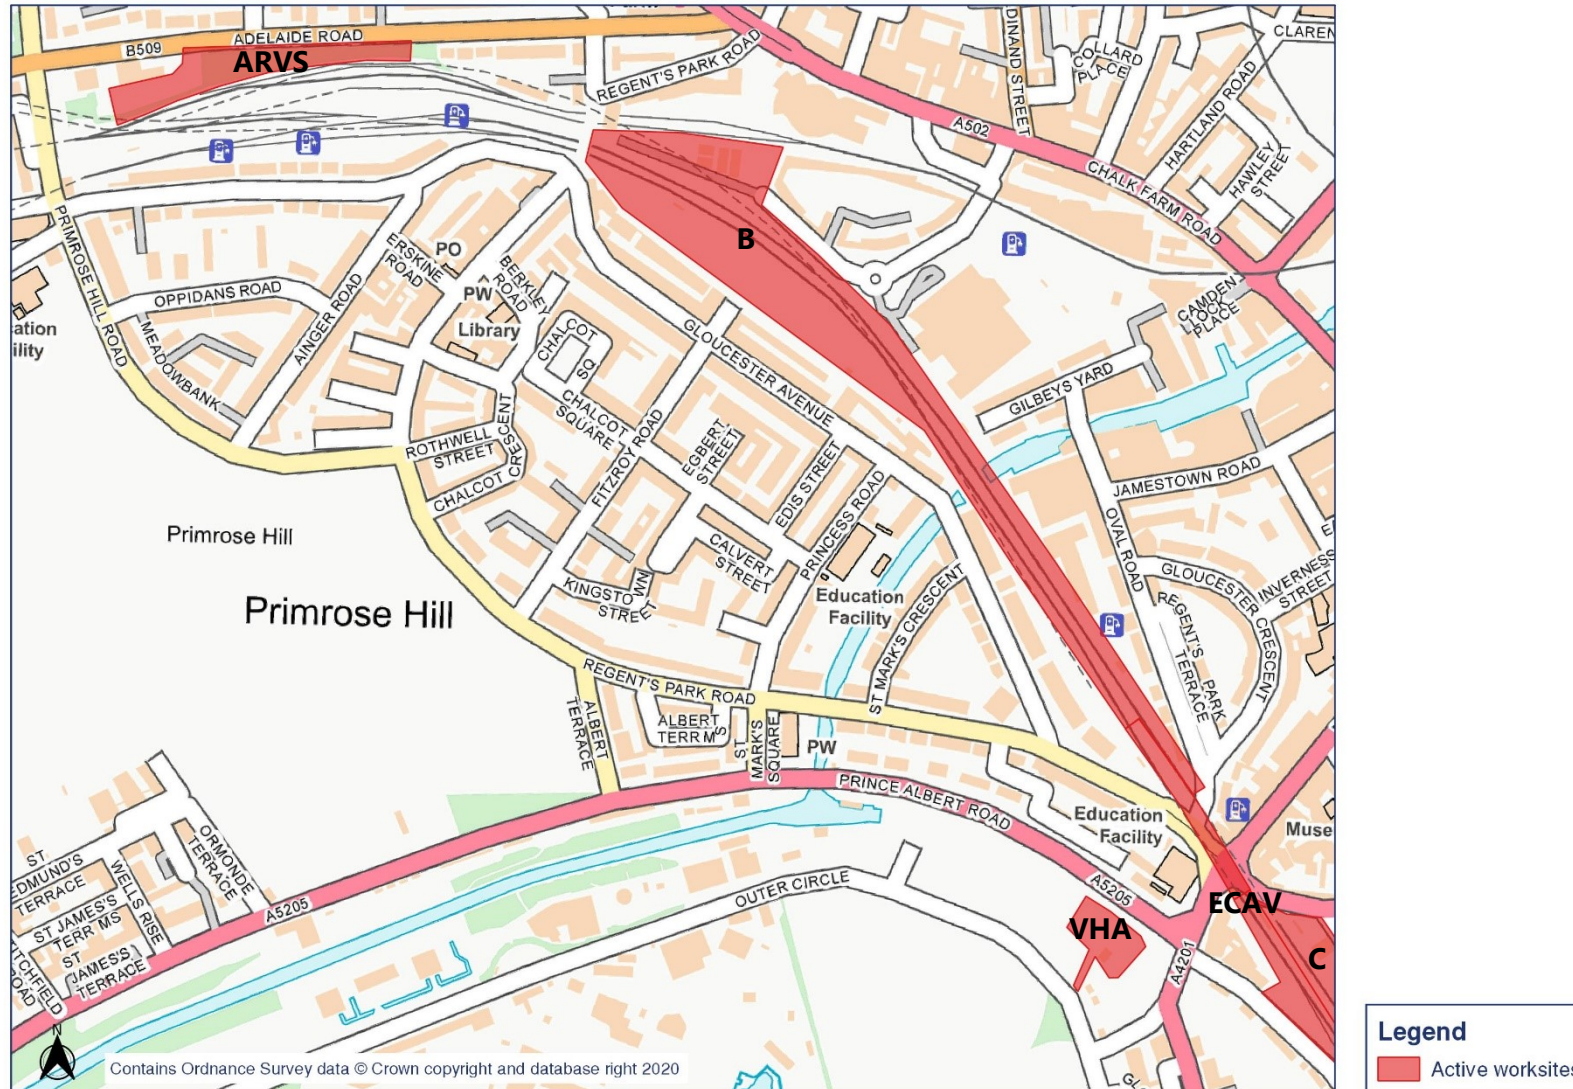 B509
ADELAIDE ROAD
ARVS
REGENT'S PARK ROAD
DINAND STREET
COLLARD
PLACE
HARTLAND ROAD
CLAREN
A502
HAWLEY
STREET
CHALK FARM ROAD
PRIMROSE HILL ROAD
B
PO
ERSKINE
ROAD
BERKLEY
ROAD
PW
Library
OPPIDANS ROAD
AINGER ROAD
MEADOWBANK
CHALCOT
SQ
GLOUCESTER AVENUE
CAMDEN
LOCK
PLACE
ation
ility
GILBEYS YARD
CHALCOT
SQUARE
ROTHWELL
STREET
CHALCOT CRESCENT
FITZROY ROAD
EGBERT
STREET
EDIS STREET
PRINCESS ROAD
JAMESTOWN ROAD
OVAL ROAD
Primrose Hill
Primrose Hill
CALVERT
STREET
KINGSTO
STREET
Education
Facility
ST MARK'S CRESCENT
GLOUCESTER CRESCENT
INVERNESS
STREET
REGENT'S PARK
TERRACE
REGENT'S PARK ROAD
ALBERT
TERRACE
ALBERT
TERR M S
ST
MARK'S
SQUARE
PW
PRINCE ALBERT ROAD
Education
Facility
Muse
ST
EDMUND'S
TERRACE
ORMONDE
TERRACE
WELLS RISE
ST JAMES'S
TERR MS
ST
JAMES'S
TERRACE
ITCHFIELD
ROAD
A5205
OUTER CIRCLE
A5205
VHA
ECAV
C
A4201
N
Contains Ordnance Survey data © Crown copyright and database right 2020
Legend
Active worksites